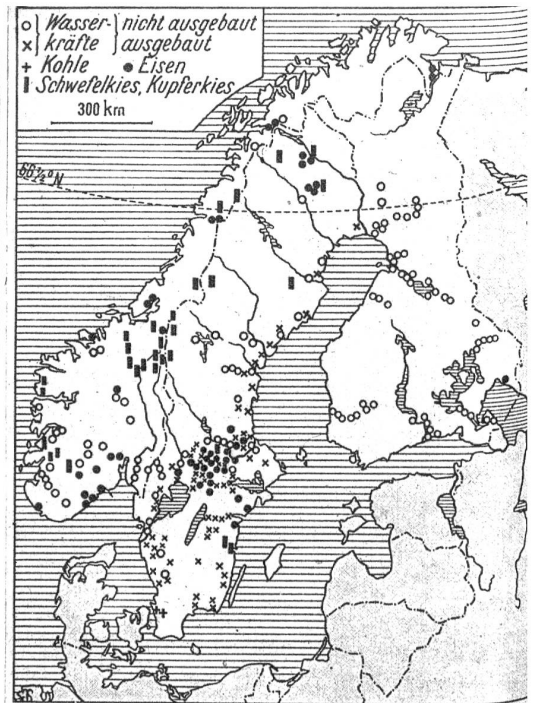 o Wasser- } nicht ausgebaut
x kräfte } ausgebaut
+ Kohle ● Eisen
▮ Schwefelkies, Kupferkies
300 km
66½° N